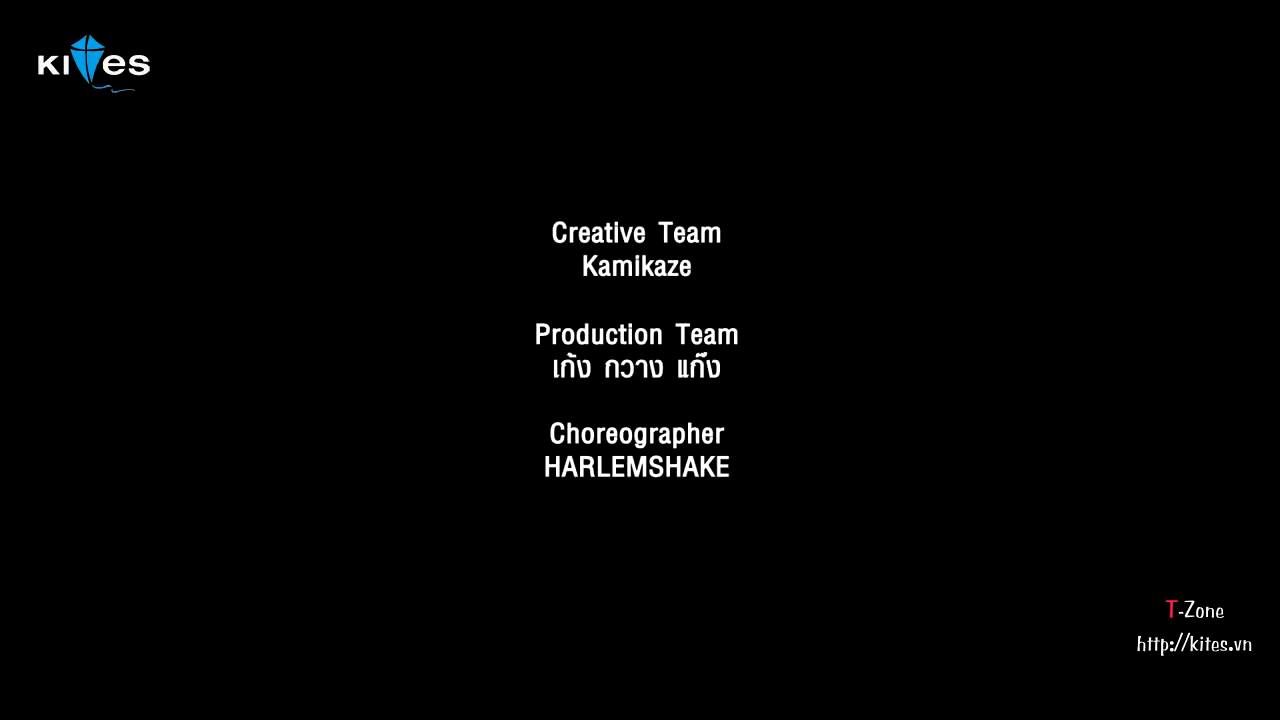 KITES
Creative Team
Kamikaze
Production Team
เก้ง กวาง แก๊ง
Choreographer
HARLEMSHAKE
T-Zone
http://kites.vn